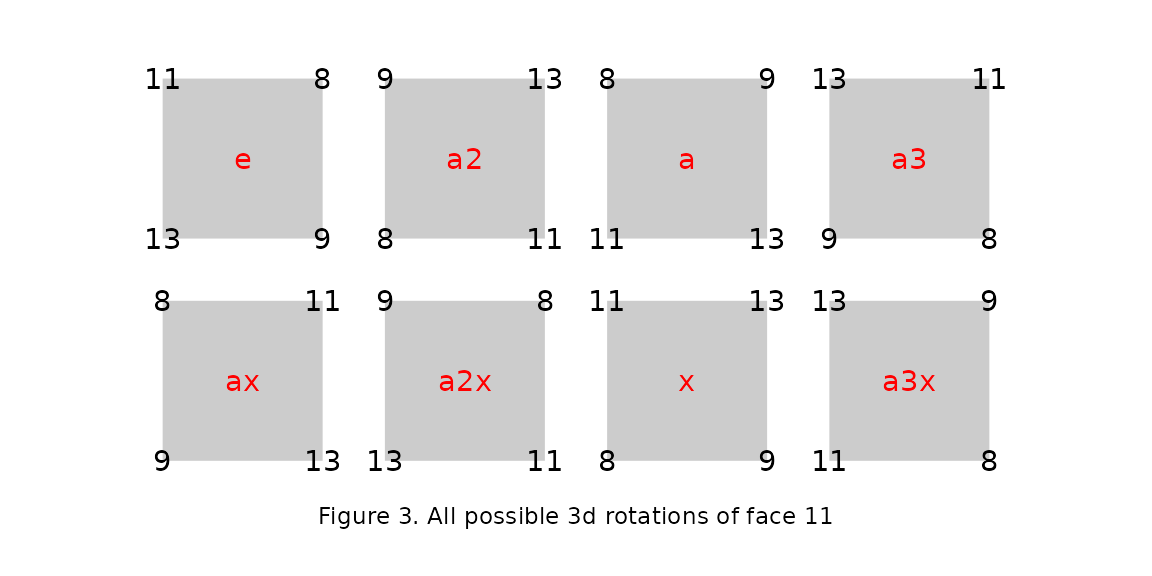 11 8 9 13 8 9 13 11
e a2 a a3
13 9 8 11 11 13 9 8
8 11 9 8 11 13 13 9
ax a2x x a3x
9 13 13 11 8 9 11 8
Figure 3. All possible 3d rotations of face 11